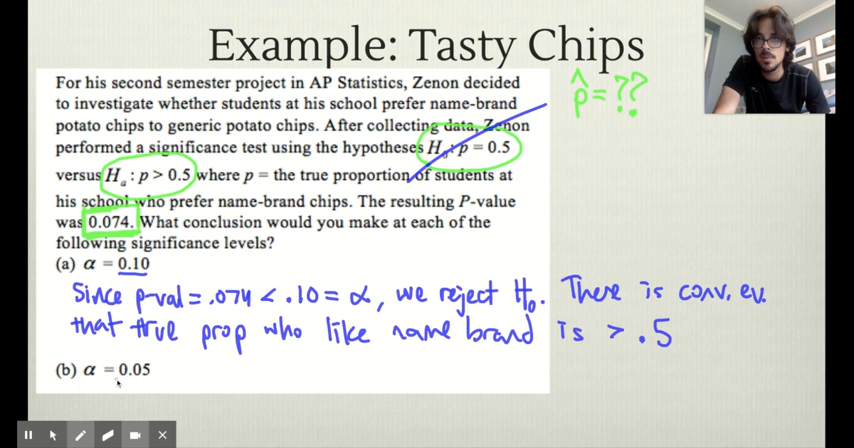 Example: Tasty Chips
For his second semester project in AP Statistics, Zenon decided
to investigate whether students at his school prefer name-brand
potato chips to generic potato chips. After collecting data, Zenon
performed a significance test using the hypotheses H₀ : p = 0.5
versus Hₐ : p > 0.5 where p = the true proportion of students at
his school who prefer name-brand chips. The resulting P-value
was 0.074. What conclusion would you make at each of the
following significance levels?
p̂ = ??
(a) α = 0.10
Since p-val = .074 < .10 = α, we reject H₀. There is conv. ev.
that true prop who like name brand is > .5
(b) α = 0.05